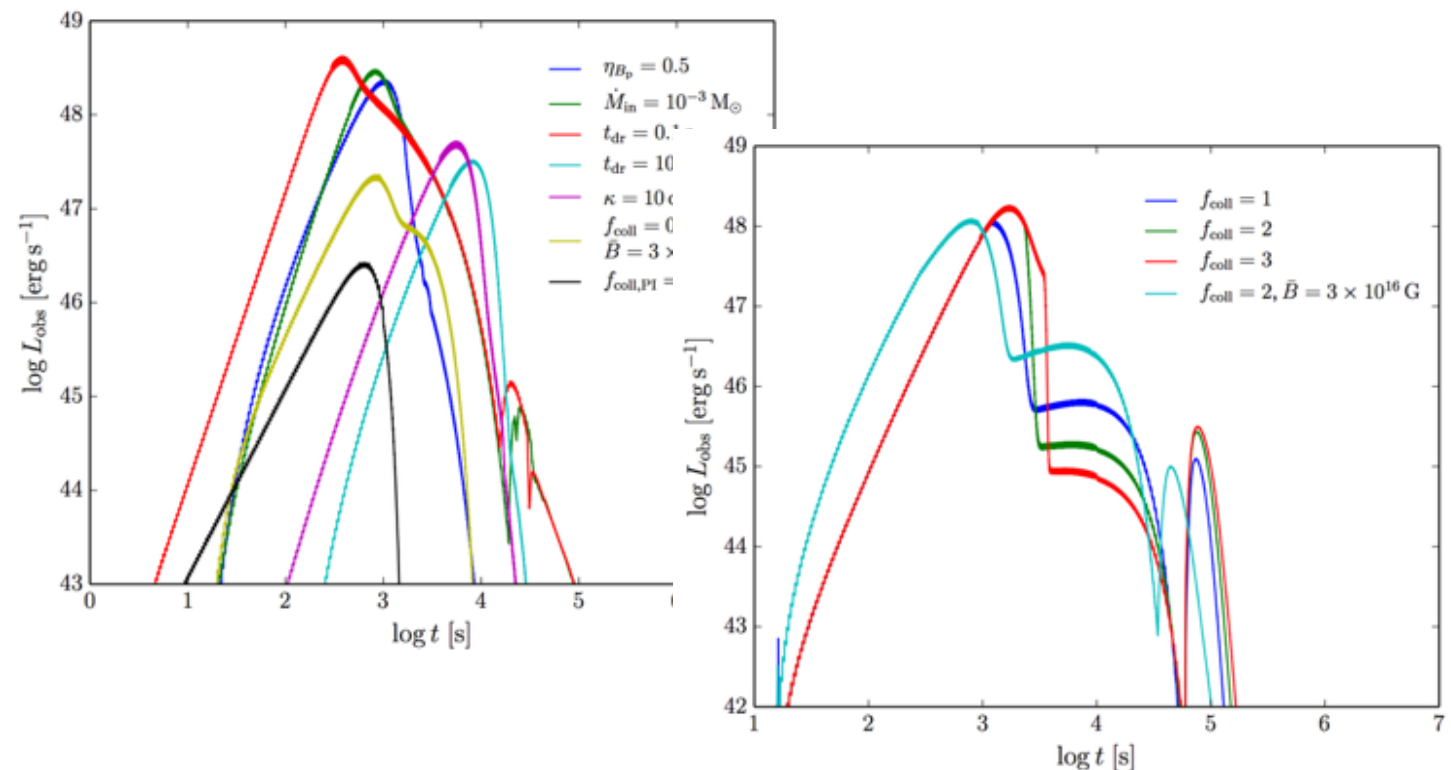 49
48
47
46
45
44
43
0 1 2 3 4 5
log L_obs [erg s⁻¹]
log t [s]
η_{B_p} = 0.5
Ṁ_in = 10⁻³ M_⊙
t_dr = 0.
t_dr = 10
κ = 10
f_coll = 0
B̄ = 3 ×
f_coll,PI =
49
48
47
46
45
44
43
42
1 2 3 4 5 6 7
log L_obs [erg s⁻¹]
log t [s]
f_coll = 1
f_coll = 2
f_coll = 3
f_coll = 2, B̄ = 3 × 10¹⁶ G